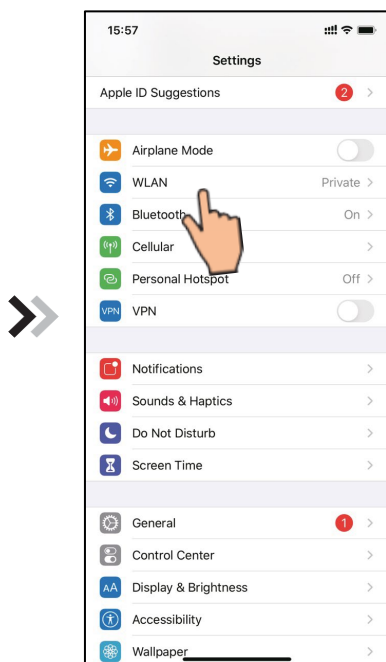 15:57
Settings
Apple ID Suggestions 2
Airplane Mode
WLAN Private
Bluetooth On
Cellular
Personal Hotspot Off
VPN VPN
Notifications
Sounds & Haptics
Do Not Disturb
Screen Time
General 1
Control Center
AA Display & Brightness
Accessibility
Wallpaper